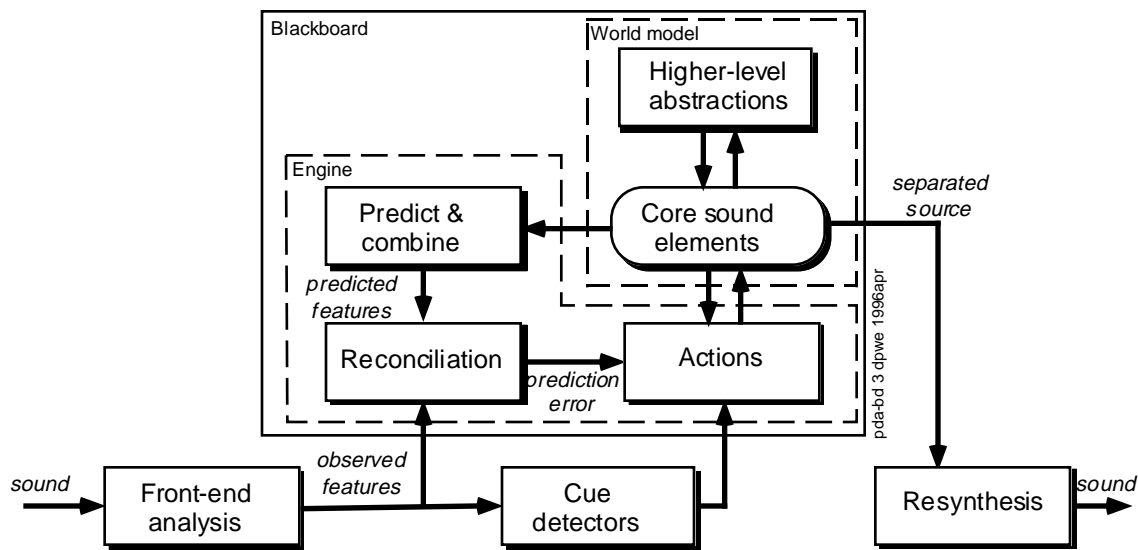 Blackboard
World model
Higher-level
abstractions
Engine
Predict &
combine
Core sound
elements
separated
source
predicted
features
Reconciliation
prediction
error
Actions
pda-bd 3 dpwe 1996apr
sound
Front-end
analysis
observed
features
Cue
detectors
Resynthesis
sound